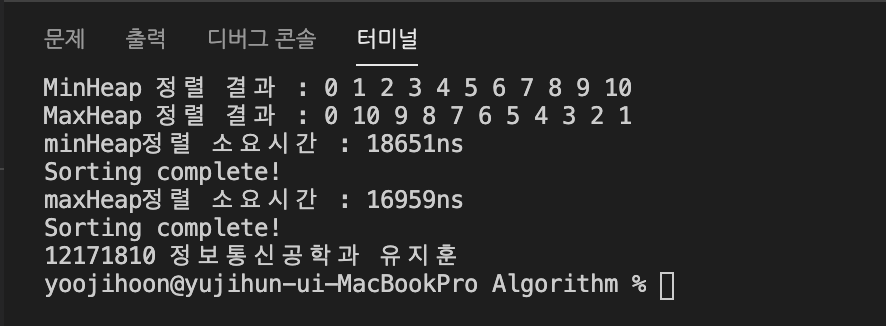 문제 출력 디버그 콘솔 터미널
MinHeap 정렬 결과 : 0 1 2 3 4 5 6 7 8 9 10
MaxHeap 정렬 결과 : 0 10 9 8 7 6 5 4 3 2 1
minHeap정렬 소요시간 : 18651ns
Sorting complete!
maxHeap정렬 소요시간 : 16959ns
Sorting complete!
12171810 정보통신공학과 유지훈
yoojihoon@yujihun-ui-MacBookPro Algorithm %